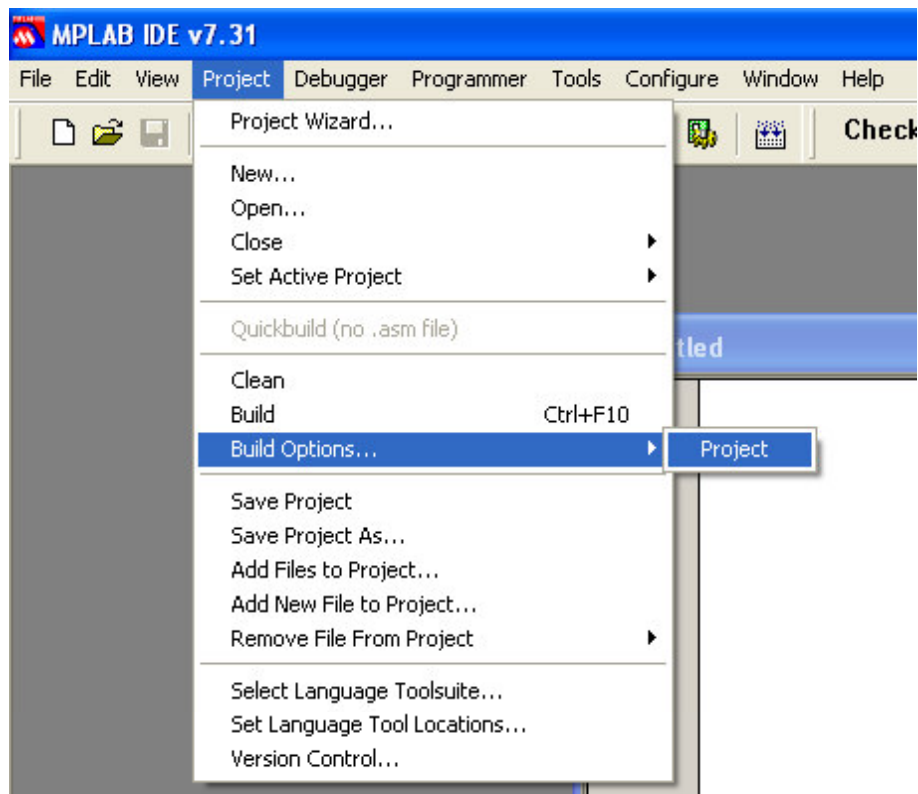 MPLAB IDE v7.31
File Edit View Project Debugger Programmer Tools Configure Window Help
Project Wizard...
Check
New...
Open...
Close
Set Active Project
Quickbuild (no .asm file)
tled
Clean
Build Ctrl+F10
Build Options... Project
Save Project
Save Project As...
Add Files to Project...
Add New File to Project...
Remove File From Project
Select Language Toolsuite...
Set Language Tool Locations...
Version Control...